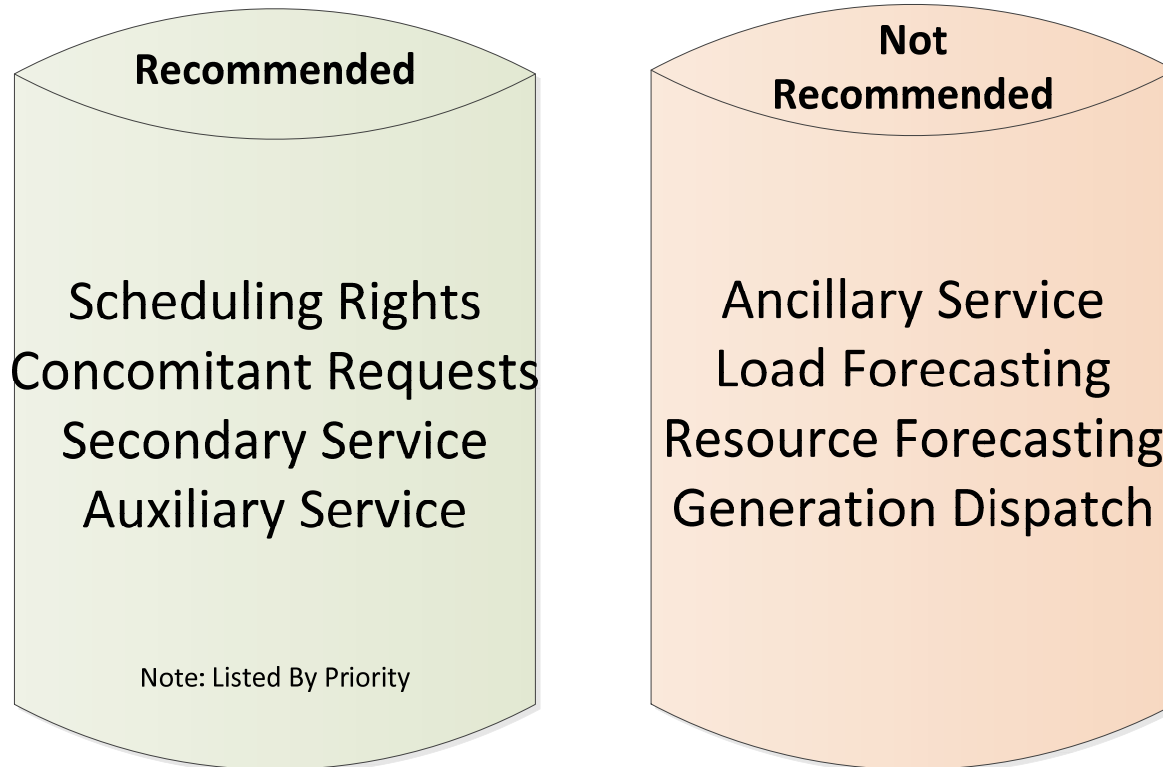 Recommended
Scheduling Rights
Concomitant Requests
Secondary Service
Auxiliary Service
Note: Listed By Priority
Not
Recommended
Ancillary Service
Load Forecasting
Resource Forecasting
Generation Dispatch